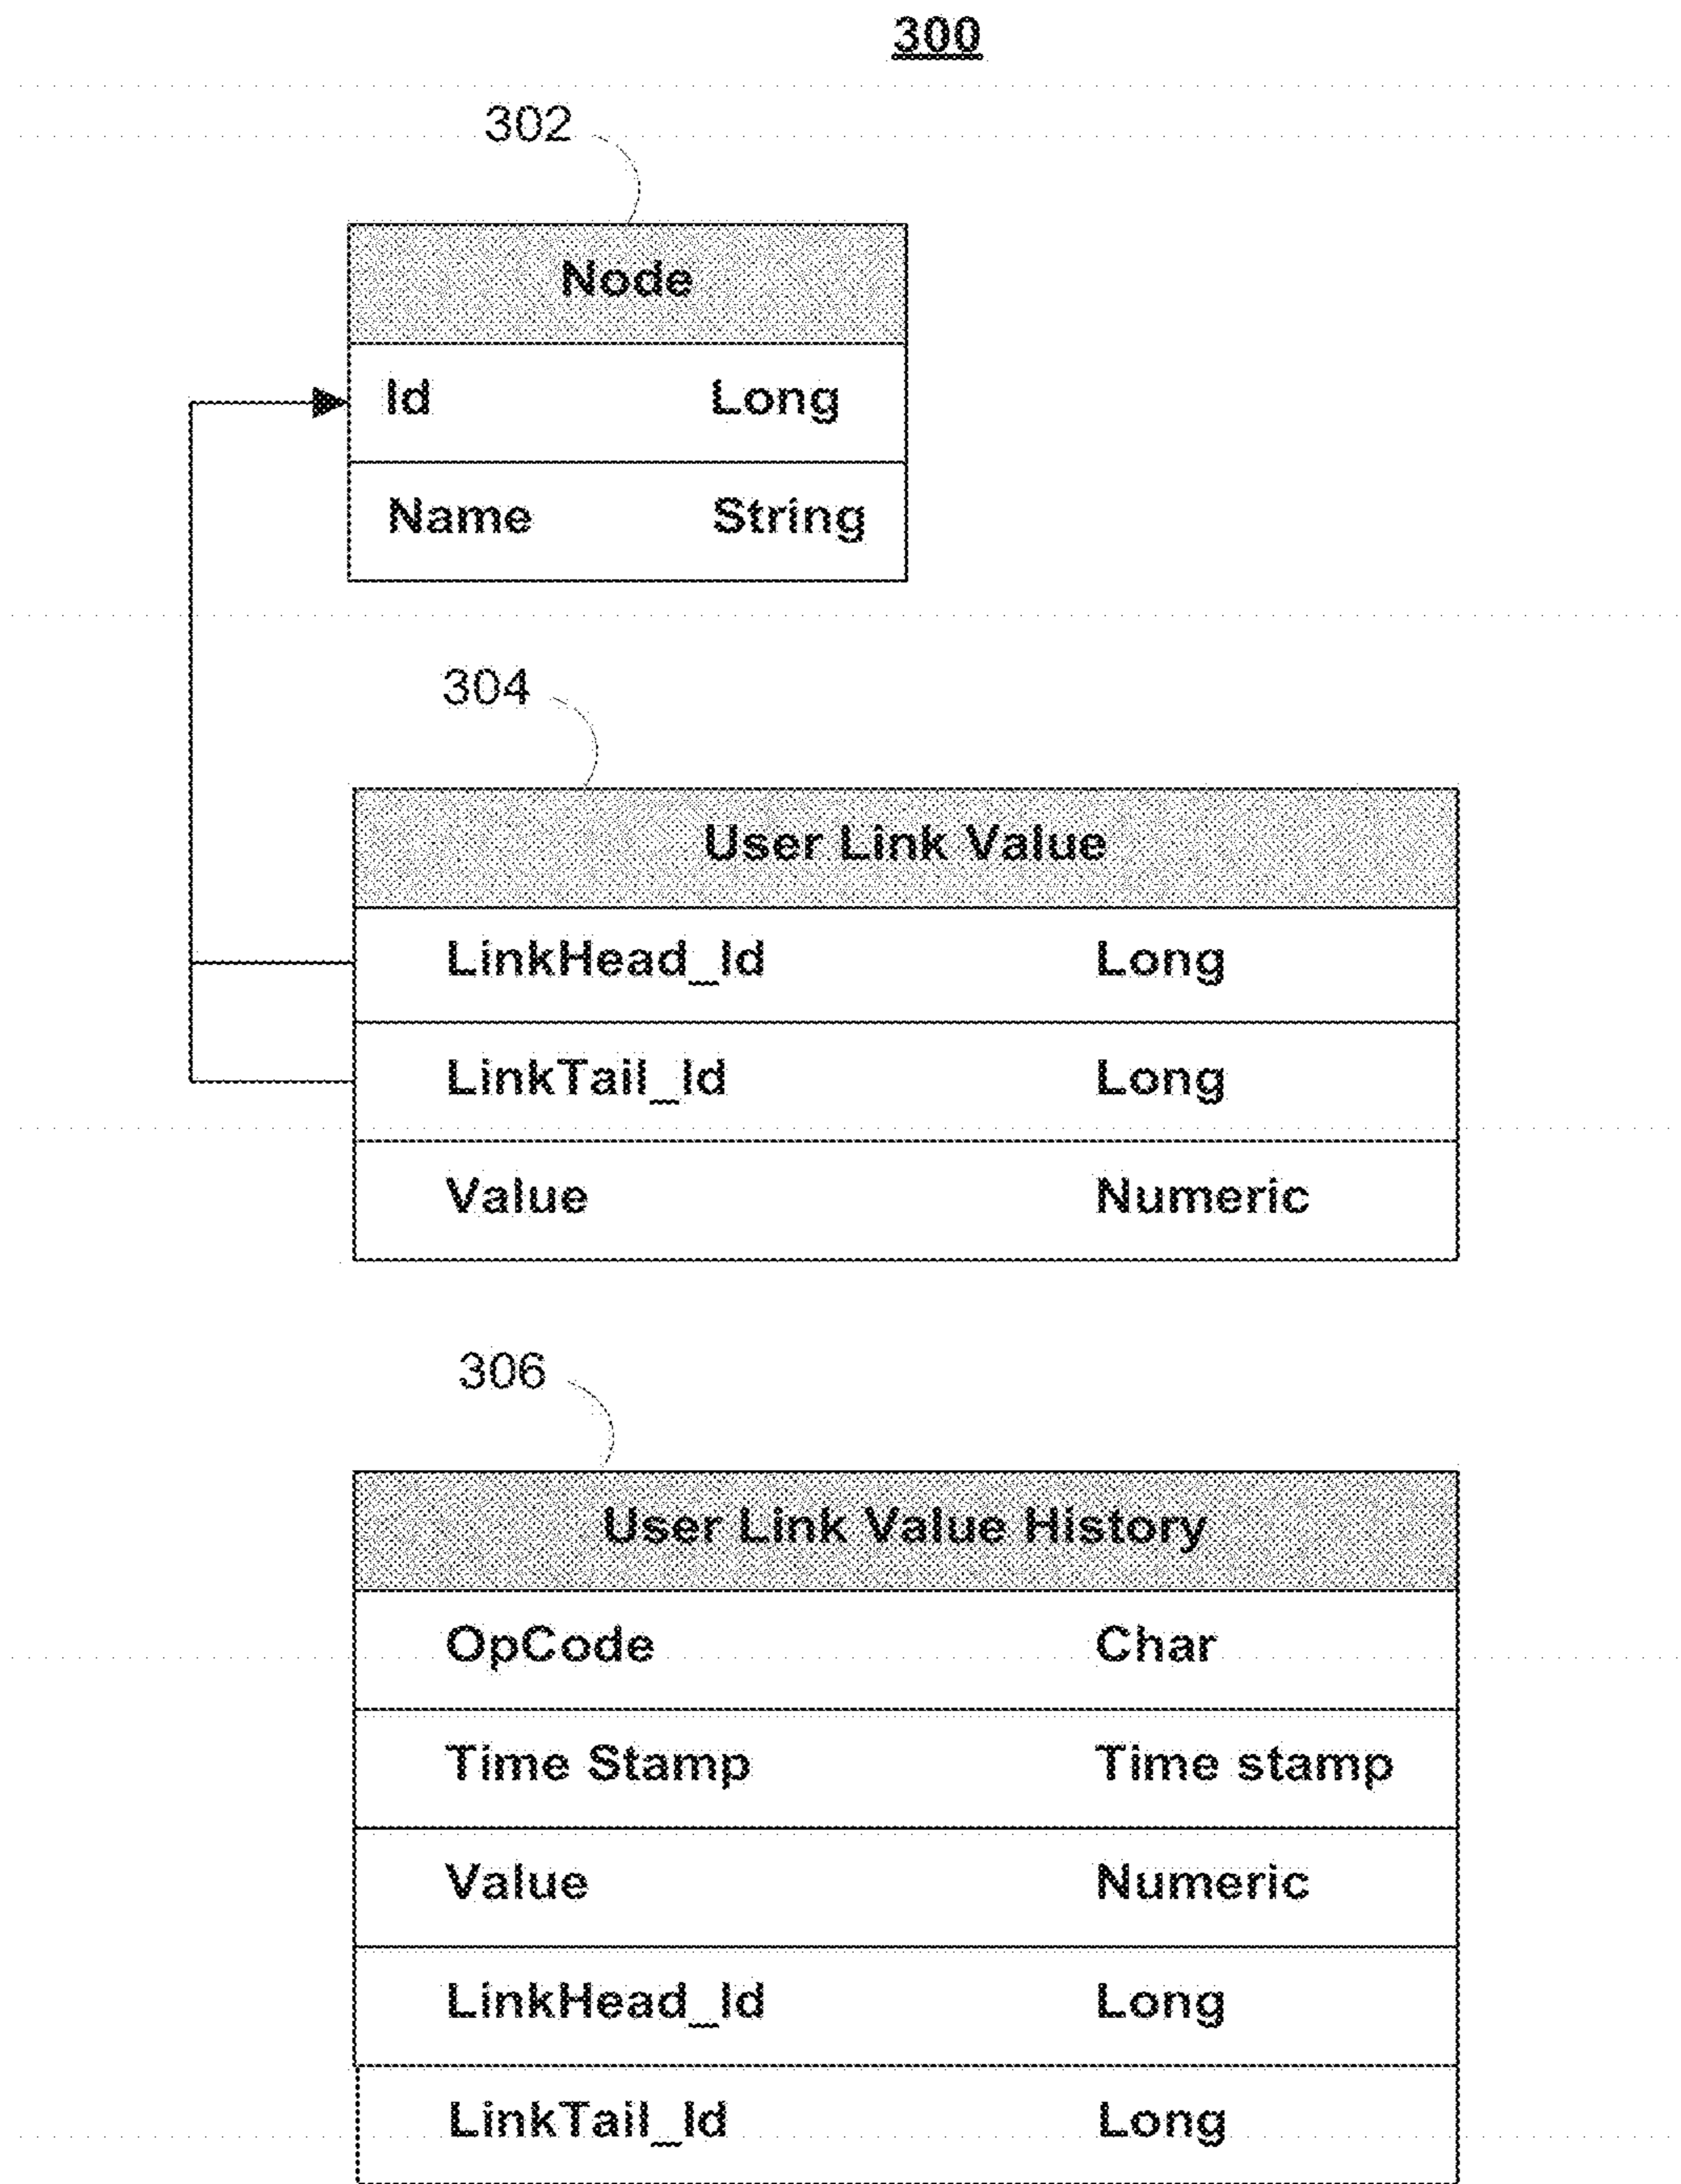 300
302
Node
Id Long
Name String
304
User Link Value
LinkHead_Id Long
LinkTail_Id Long
Value Numeric
306
User Link Value History
OpCode Char
Time Stamp Time stamp
Value Numeric
LinkHead_Id Long
LinkTail_Id Long